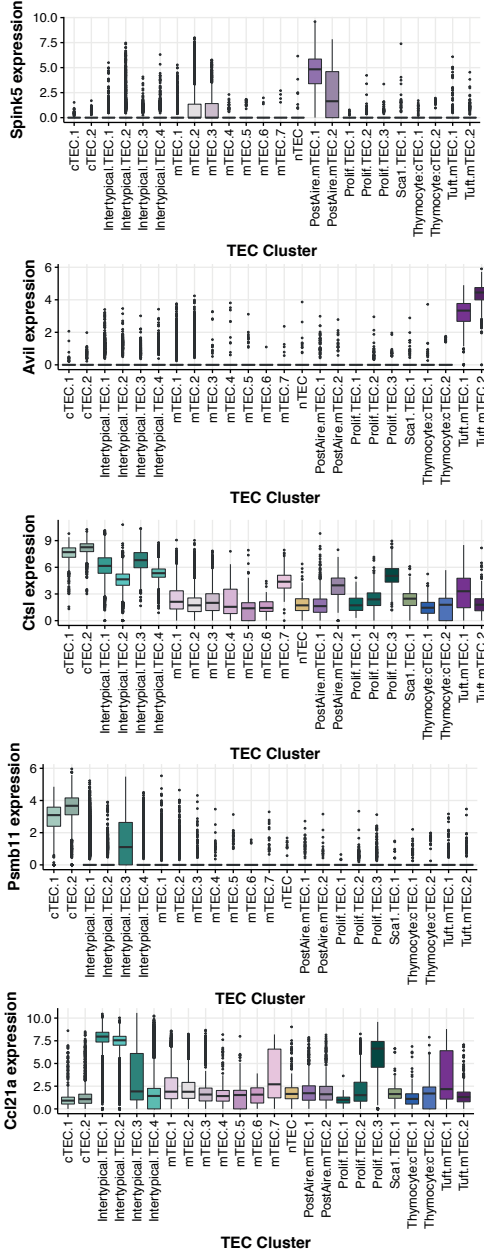 Spink5 expression
10.0
7.5
5.0
2.5
0.0
cTEC.1
cTEC.2
Intertypical.TEC.1
Intertypical.TEC.2
Intertypical.TEC.3
Intertypical.TEC.4
mTEC.1
mTEC.2
mTEC.3
mTEC.4
mTEC.5
mTEC.6
mTEC.7
nTEC
PostAire.mTEC.1
PostAire.mTEC.2
Prolif.TEC.1
Prolif.TEC.2
Prolif.TEC.3
Sca1.TEC.1
Thymocyte:cTEC.1
Thymocyte:cTEC.2
Tuft.mTEC.1
Tuft.mTEC.2
TEC Cluster
Avil expression
6
4
2
0
cTEC.1
cTEC.2
Intertypical.TEC.1
Intertypical.TEC.2
Intertypical.TEC.3
Intertypical.TEC.4
mTEC.1
mTEC.2
mTEC.3
mTEC.4
mTEC.5
mTEC.6
mTEC.7
nTEC
PostAire.mTEC.1
PostAire.mTEC.2
Prolif.TEC.1
Prolif.TEC.2
Prolif.TEC.3
Sca1.TEC.1
Thymocyte:cTEC.1
Thymocyte:cTEC.2
Tuft.mTEC.1
Tuft.mTEC.2
TEC Cluster
Ctsl expression
9
6
3
0
cTEC.1
cTEC.2
Intertypical.TEC.1
Intertypical.TEC.2
Intertypical.TEC.3
Intertypical.TEC.4
mTEC.1
mTEC.2
mTEC.3
mTEC.4
mTEC.5
mTEC.6
mTEC.7
nTEC
PostAire.mTEC.1
PostAire.mTEC.2
Prolif.TEC.1
Prolif.TEC.2
Prolif.TEC.3
Sca1.TEC.1
Thymocyte:cTEC.1
Thymocyte:cTEC.2
Tuft.mTEC.1
Tuft.mTEC.2
TEC Cluster
Psmb11 expression
6
4
2
0
cTEC.1
cTEC.2
Intertypical.TEC.1
Intertypical.TEC.2
Intertypical.TEC.3
Intertypical.TEC.4
mTEC.1
mTEC.2
mTEC.3
mTEC.4
mTEC.5
mTEC.6
mTEC.7
nTEC
PostAire.mTEC.1
PostAire.mTEC.2
Prolif.TEC.1
Prolif.TEC.2
Prolif.TEC.3
Sca1.TEC.1
Thymocyte:cTEC.1
Thymocyte:cTEC.2
Tuft.mTEC.1
Tuft.mTEC.2
TEC Cluster
Ccl21a expression
10.0
7.5
5.0
2.5
0.0
cTEC.1
cTEC.2
Intertypical.TEC.1
Intertypical.TEC.2
Intertypical.TEC.3
Intertypical.TEC.4
mTEC.1
mTEC.2
mTEC.3
mTEC.4
mTEC.5
mTEC.6
mTEC.7
nTEC
PostAire.mTEC.1
PostAire.mTEC.2
Prolif.TEC.1
Prolif.TEC.2
Prolif.TEC.3
Sca1.TEC.1
Thymocyte:cTEC.1
Thymocyte:cTEC.2
Tuft.mTEC.1
Tuft.mTEC.2
TEC Cluster